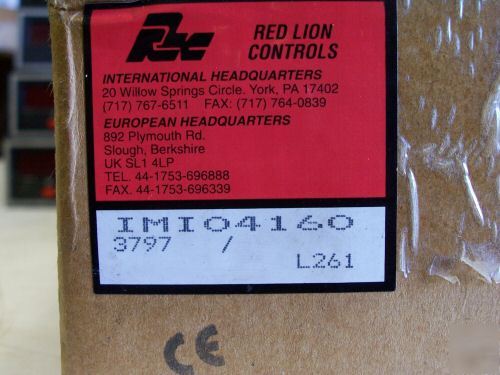 RLC
RED LION
CONTROLS
INTERNATIONAL HEADQUARTERS
20 Willow Springs Circle. York, PA 17402
(717) 767-6511 FAX: (717) 764-0839
EUROPEAN HEADQUARTERS
892 Plymouth Rd.
Slough, Berkshire
UK SL1 4LP
TEL. 44-1753-696888
FAX. 44-1753-696339
IMI04160
3797 /
L261
CE